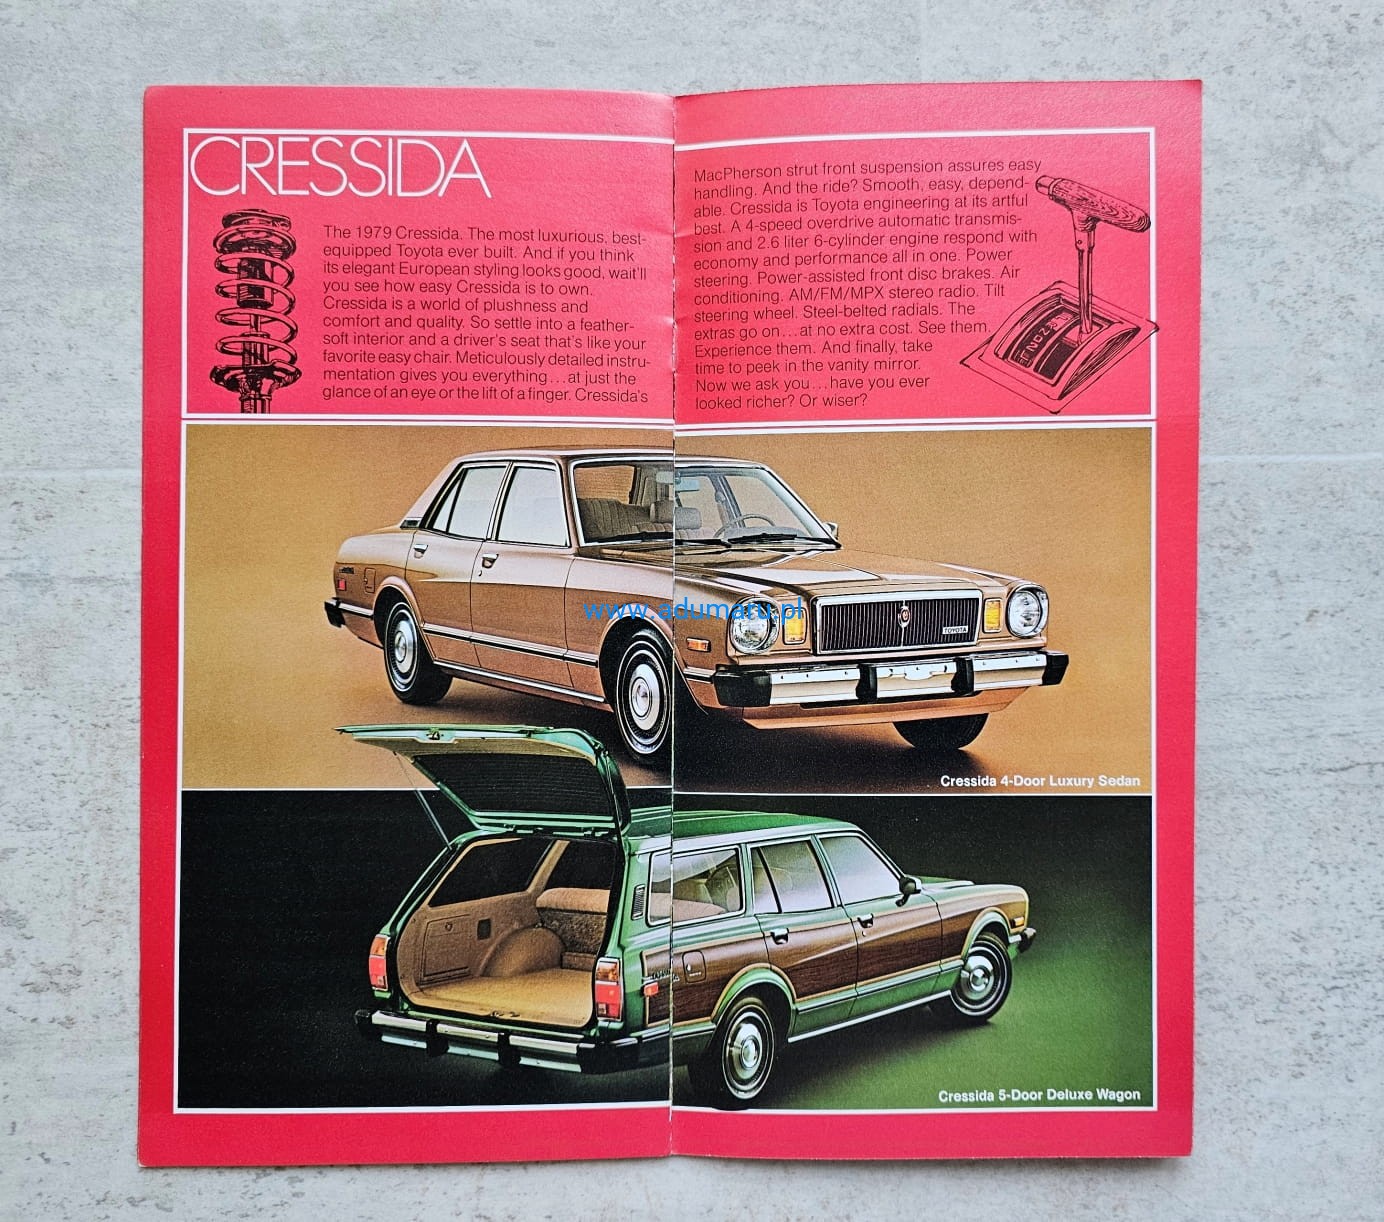 CRESSIDA
The 1979 Cressida. The most luxurious, best-
equipped Toyota ever built. And if you think
its elegant European styling looks good, wait'll
you see how easy Cressida is to own.
Cressida is a world of plushness and
comfort and quality. So settle into a feather-
soft interior and a driver's seat that's like your
favorite easy chair. Meticulously detailed instru-
mentation gives you everything...at just the
glance of an eye or the lift of a finger. Cressida's
MacPherson strut front suspension assures easy
handling. And the ride? Smooth, easy, depend-
able. Cressida is Toyota engineering at its artful
best. A 4-speed overdrive automatic transmis-
sion and 2.6 liter 6-cylinder engine respond with
economy and performance all in one. Power
steering. Power-assisted front disc brakes. Air
conditioning. AM/FM/MPX stereo radio. Tilt
steering wheel. Steel-belted radials. The
extras go on...at no extra cost. See them.
Experience them. And finally, take
time to peek in the vanity mirror.
Now we ask you...have you ever
looked richer? Or wiser?
www.adumaru.pl
TOYOTA
Cressida 4-Door Luxury Sedan
Cressida 5-Door Deluxe Wagon